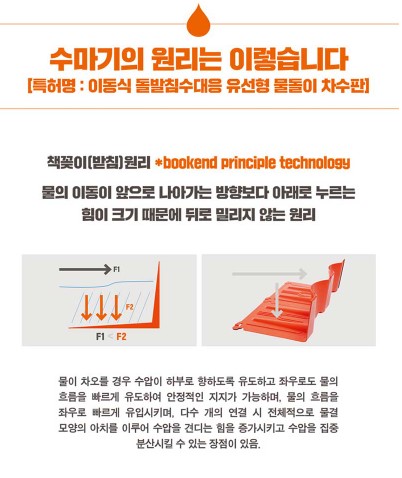 수마기의 원리는 이렇습니다
[특허명 : 이동식 돌발침수대응 유선형 물돌이 차수판]
책꽂이(받침)원리 *bookend principle technology
물의 이동이 앞으로 나아가는 방향보다 아래로 누르는
힘이 크기 때문에 뒤로 밀리지 않는 원리
F1
F2
F1 < F2
물이 차오를 경우 수압이 하부로 향하도록 유도하고 좌우로도 물의
흐름을 빠르게 유도하여 안정적인 지지가 가능하며, 물의 흐름을
좌우로 빠르게 유입시키며, 다수 개의 연결 시 전체적으로 물결
모양의 아치를 이루어 수압을 견디는 힘을 증가시키고 수압을 집중
분산시킬 수 있는 장점이 있음.